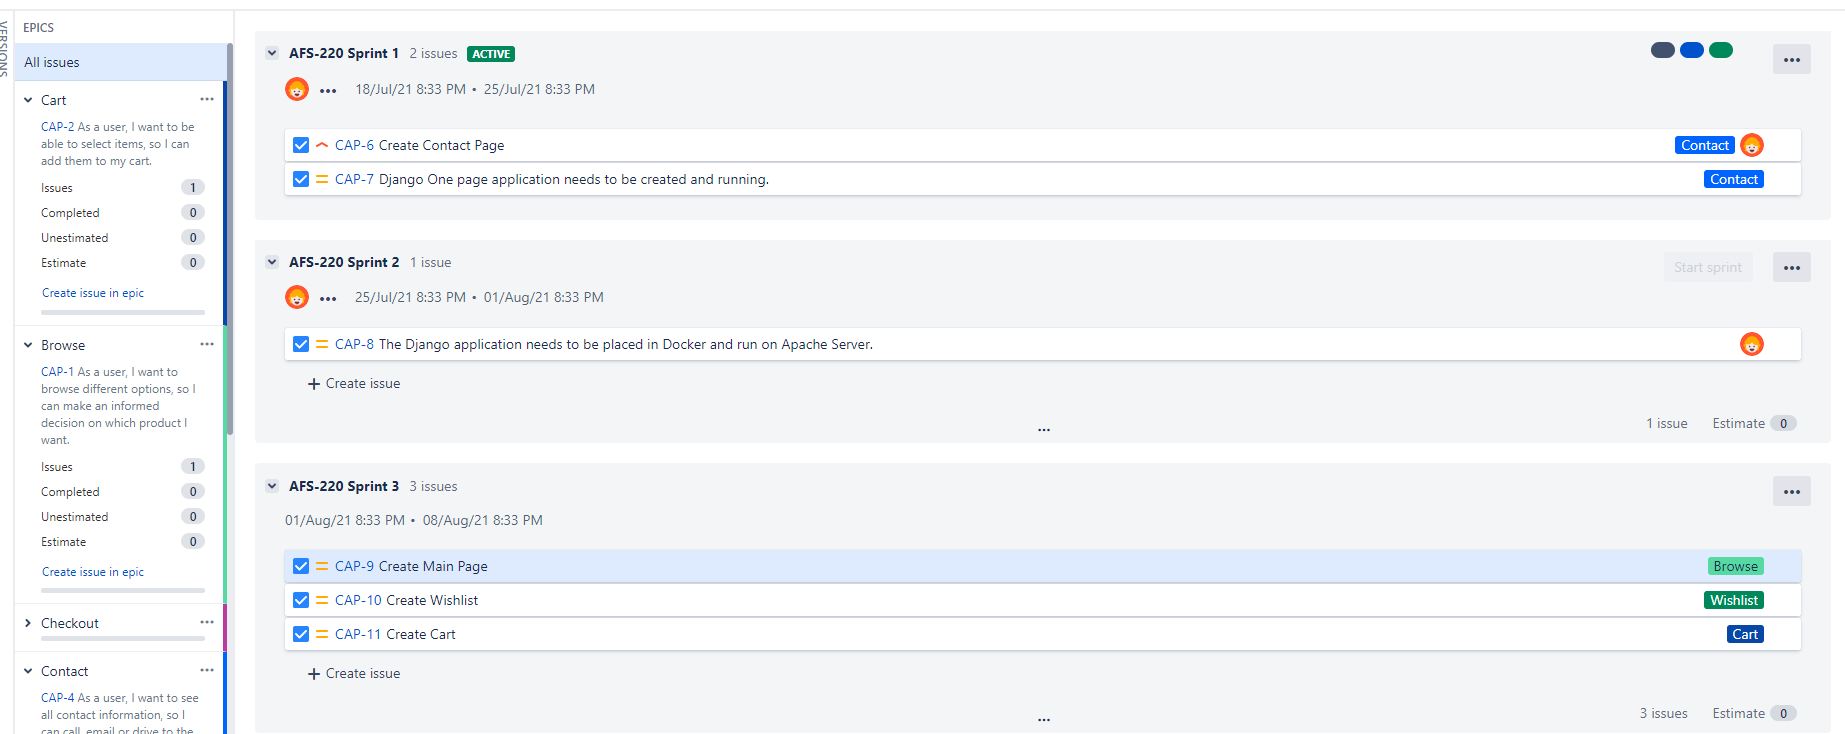 VERSIONS
EPICS
All issues
Cart
CAP-2 As a user, I want to be
able to select items, so I can
add them to my cart.
Issues 1
Completed 0
Unestimated 0
Estimate 0
Create issue in epic
Browse
CAP-1 As a user, I want to
browse different options, so I
can make an informed
decision on which product I
want.
Issues 1
Completed 0
Unestimated 0
Estimate 0
Create issue in epic
Checkout
Contact
CAP-4 As a user, I want to see
all contact information, so I
can call, email or drive to the
AFS-220 Sprint 1 2 issues ACTIVE
18/Jul/21 8:33 PM • 25/Jul/21 8:33 PM
CAP-6 Create Contact Page Contact
CAP-7 Django One page application needs to be created and running. Contact
AFS-220 Sprint 2 1 issue Start sprint
25/Jul/21 8:33 PM • 01/Aug/21 8:33 PM
CAP-8 The Django application needs to be placed in Docker and run on Apache Server.
+ Create issue
1 issue Estimate 0
AFS-220 Sprint 3 3 issues
01/Aug/21 8:33 PM • 08/Aug/21 8:33 PM
CAP-9 Create Main Page Browse
CAP-10 Create Wishlist Wishlist
CAP-11 Create Cart Cart
+ Create issue
3 issues Estimate 0